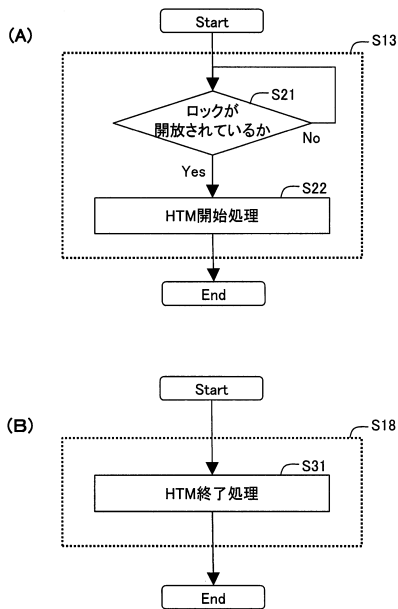 Start
(A)
S13
S21
ロックが
開放されているか
No
Yes
S22
HTM開始処理
End
Start
(B)
S18
S31
HTM終了処理
End